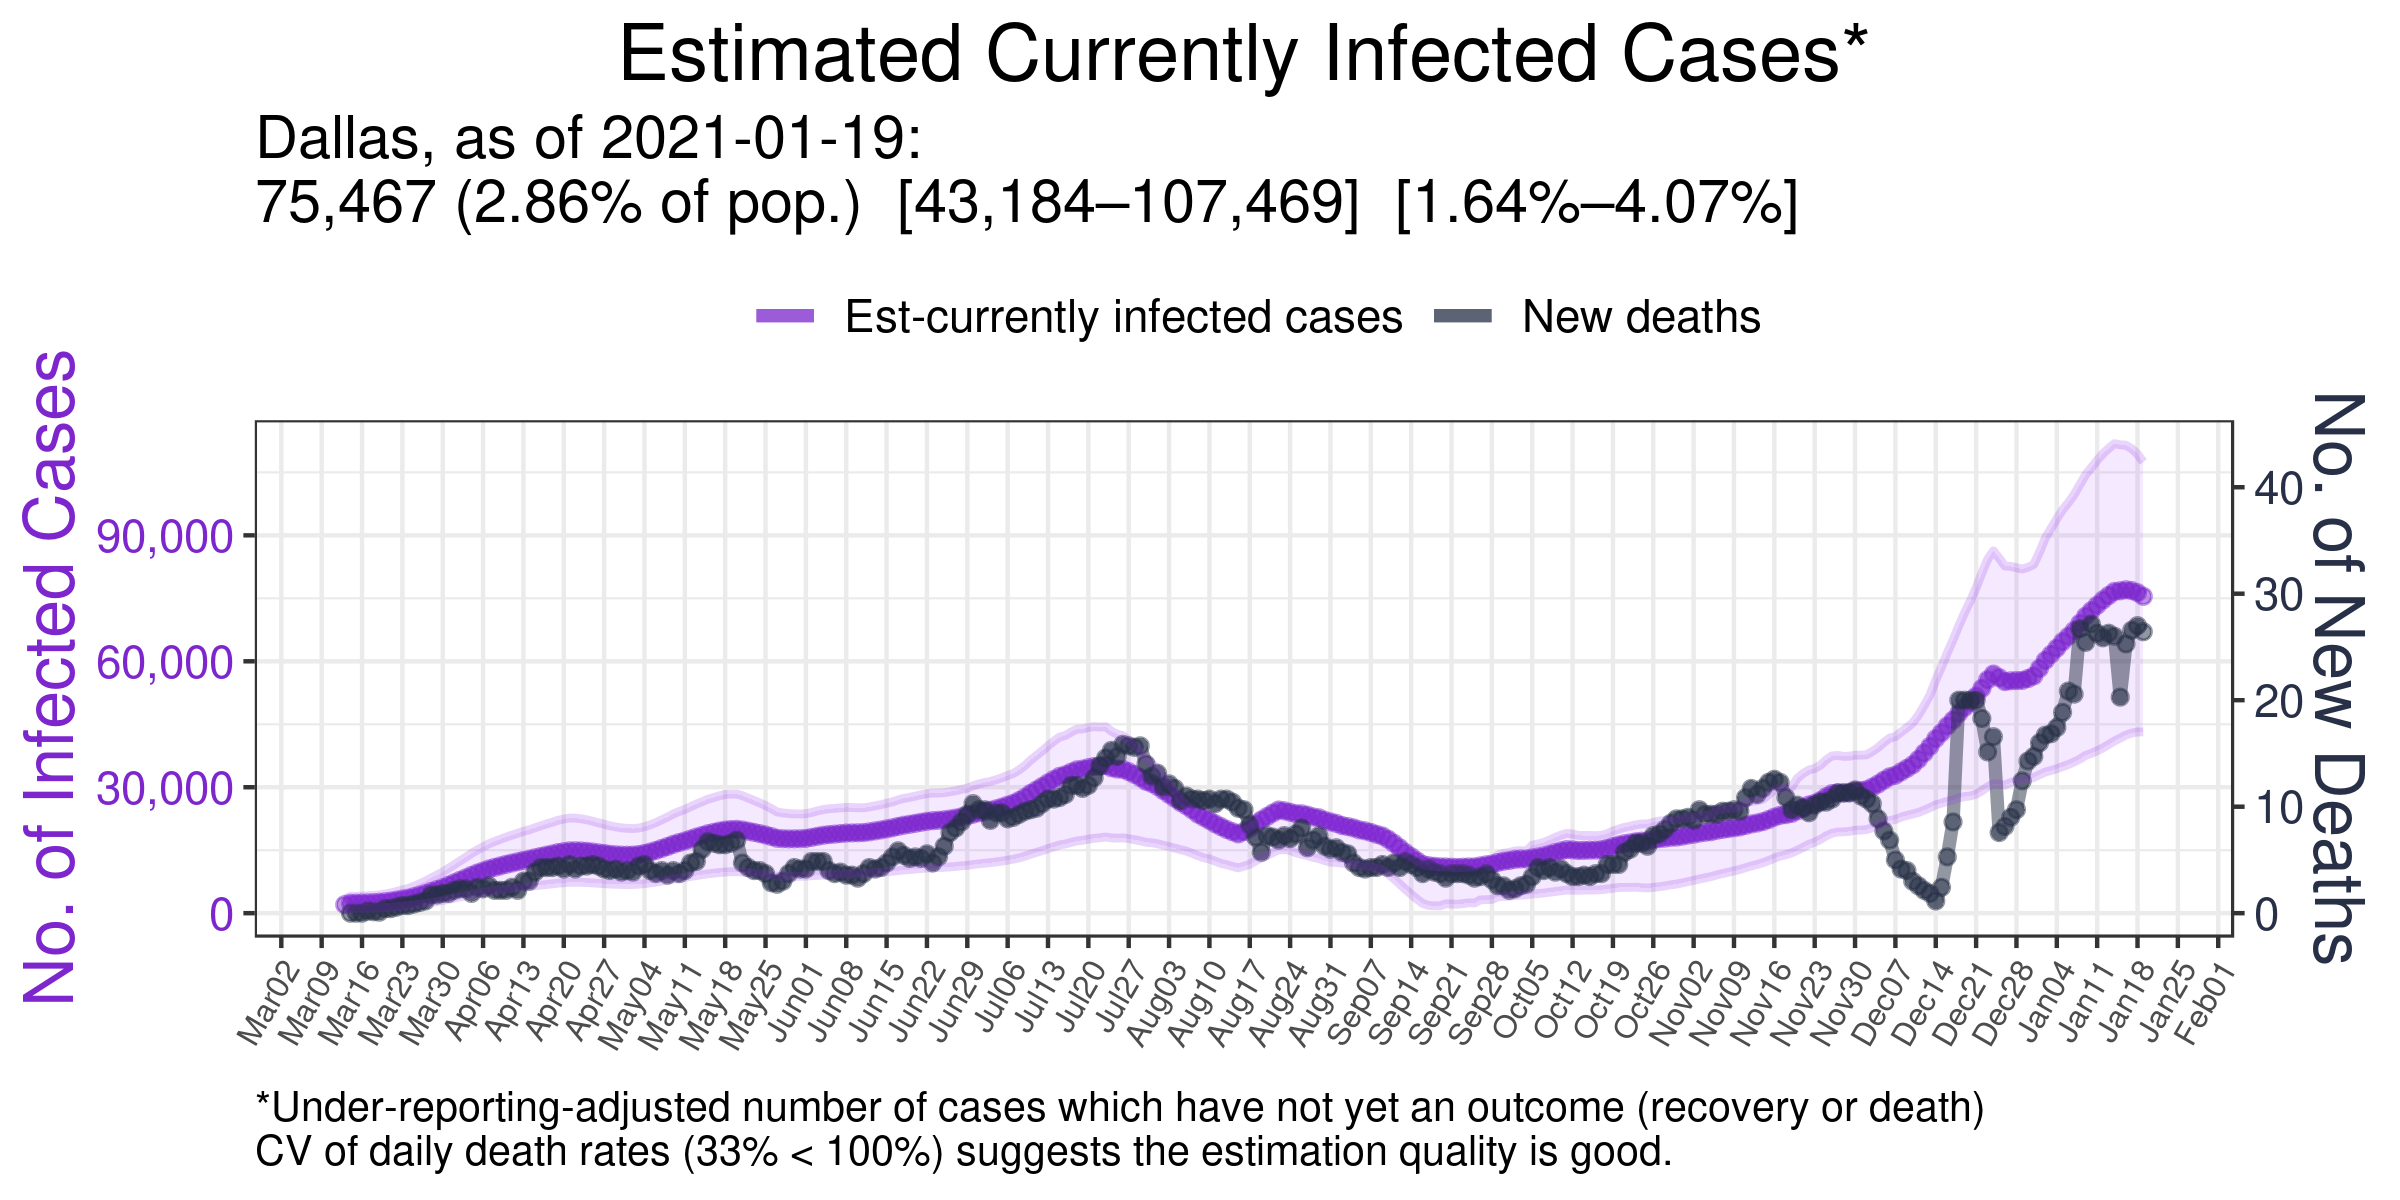 Estimated Currently Infected Cases*
Dallas, as of 2021-01-19:
75,467 (2.86% of pop.) [43,184–107,469] [1.64%–4.07%]
Est-currently infected cases
New deaths
No. of Infected Cases
90,000
60,000
30,000
0
No. of New Deaths
40
30
20
10
0
Mar02
Mar09
Mar16
Mar23
Mar30
Apr06
Apr13
Apr20
Apr27
May04
May11
May18
May25
Jun01
Jun08
Jun15
Jun22
Jun29
Jul06
Jul13
Jul20
Jul27
Aug03
Aug10
Aug17
Aug24
Aug31
Sep07
Sep14
Sep21
Sep28
Oct05
Oct12
Oct19
Oct26
Nov02
Nov09
Nov16
Nov23
Nov30
Dec07
Dec14
Dec21
Dec28
Jan04
Jan11
Jan18
Jan25
Feb01
*Under-reporting-adjusted number of cases which have not yet an outcome (recovery or death)
CV of daily death rates (33% < 100%) suggests the estimation quality is good.